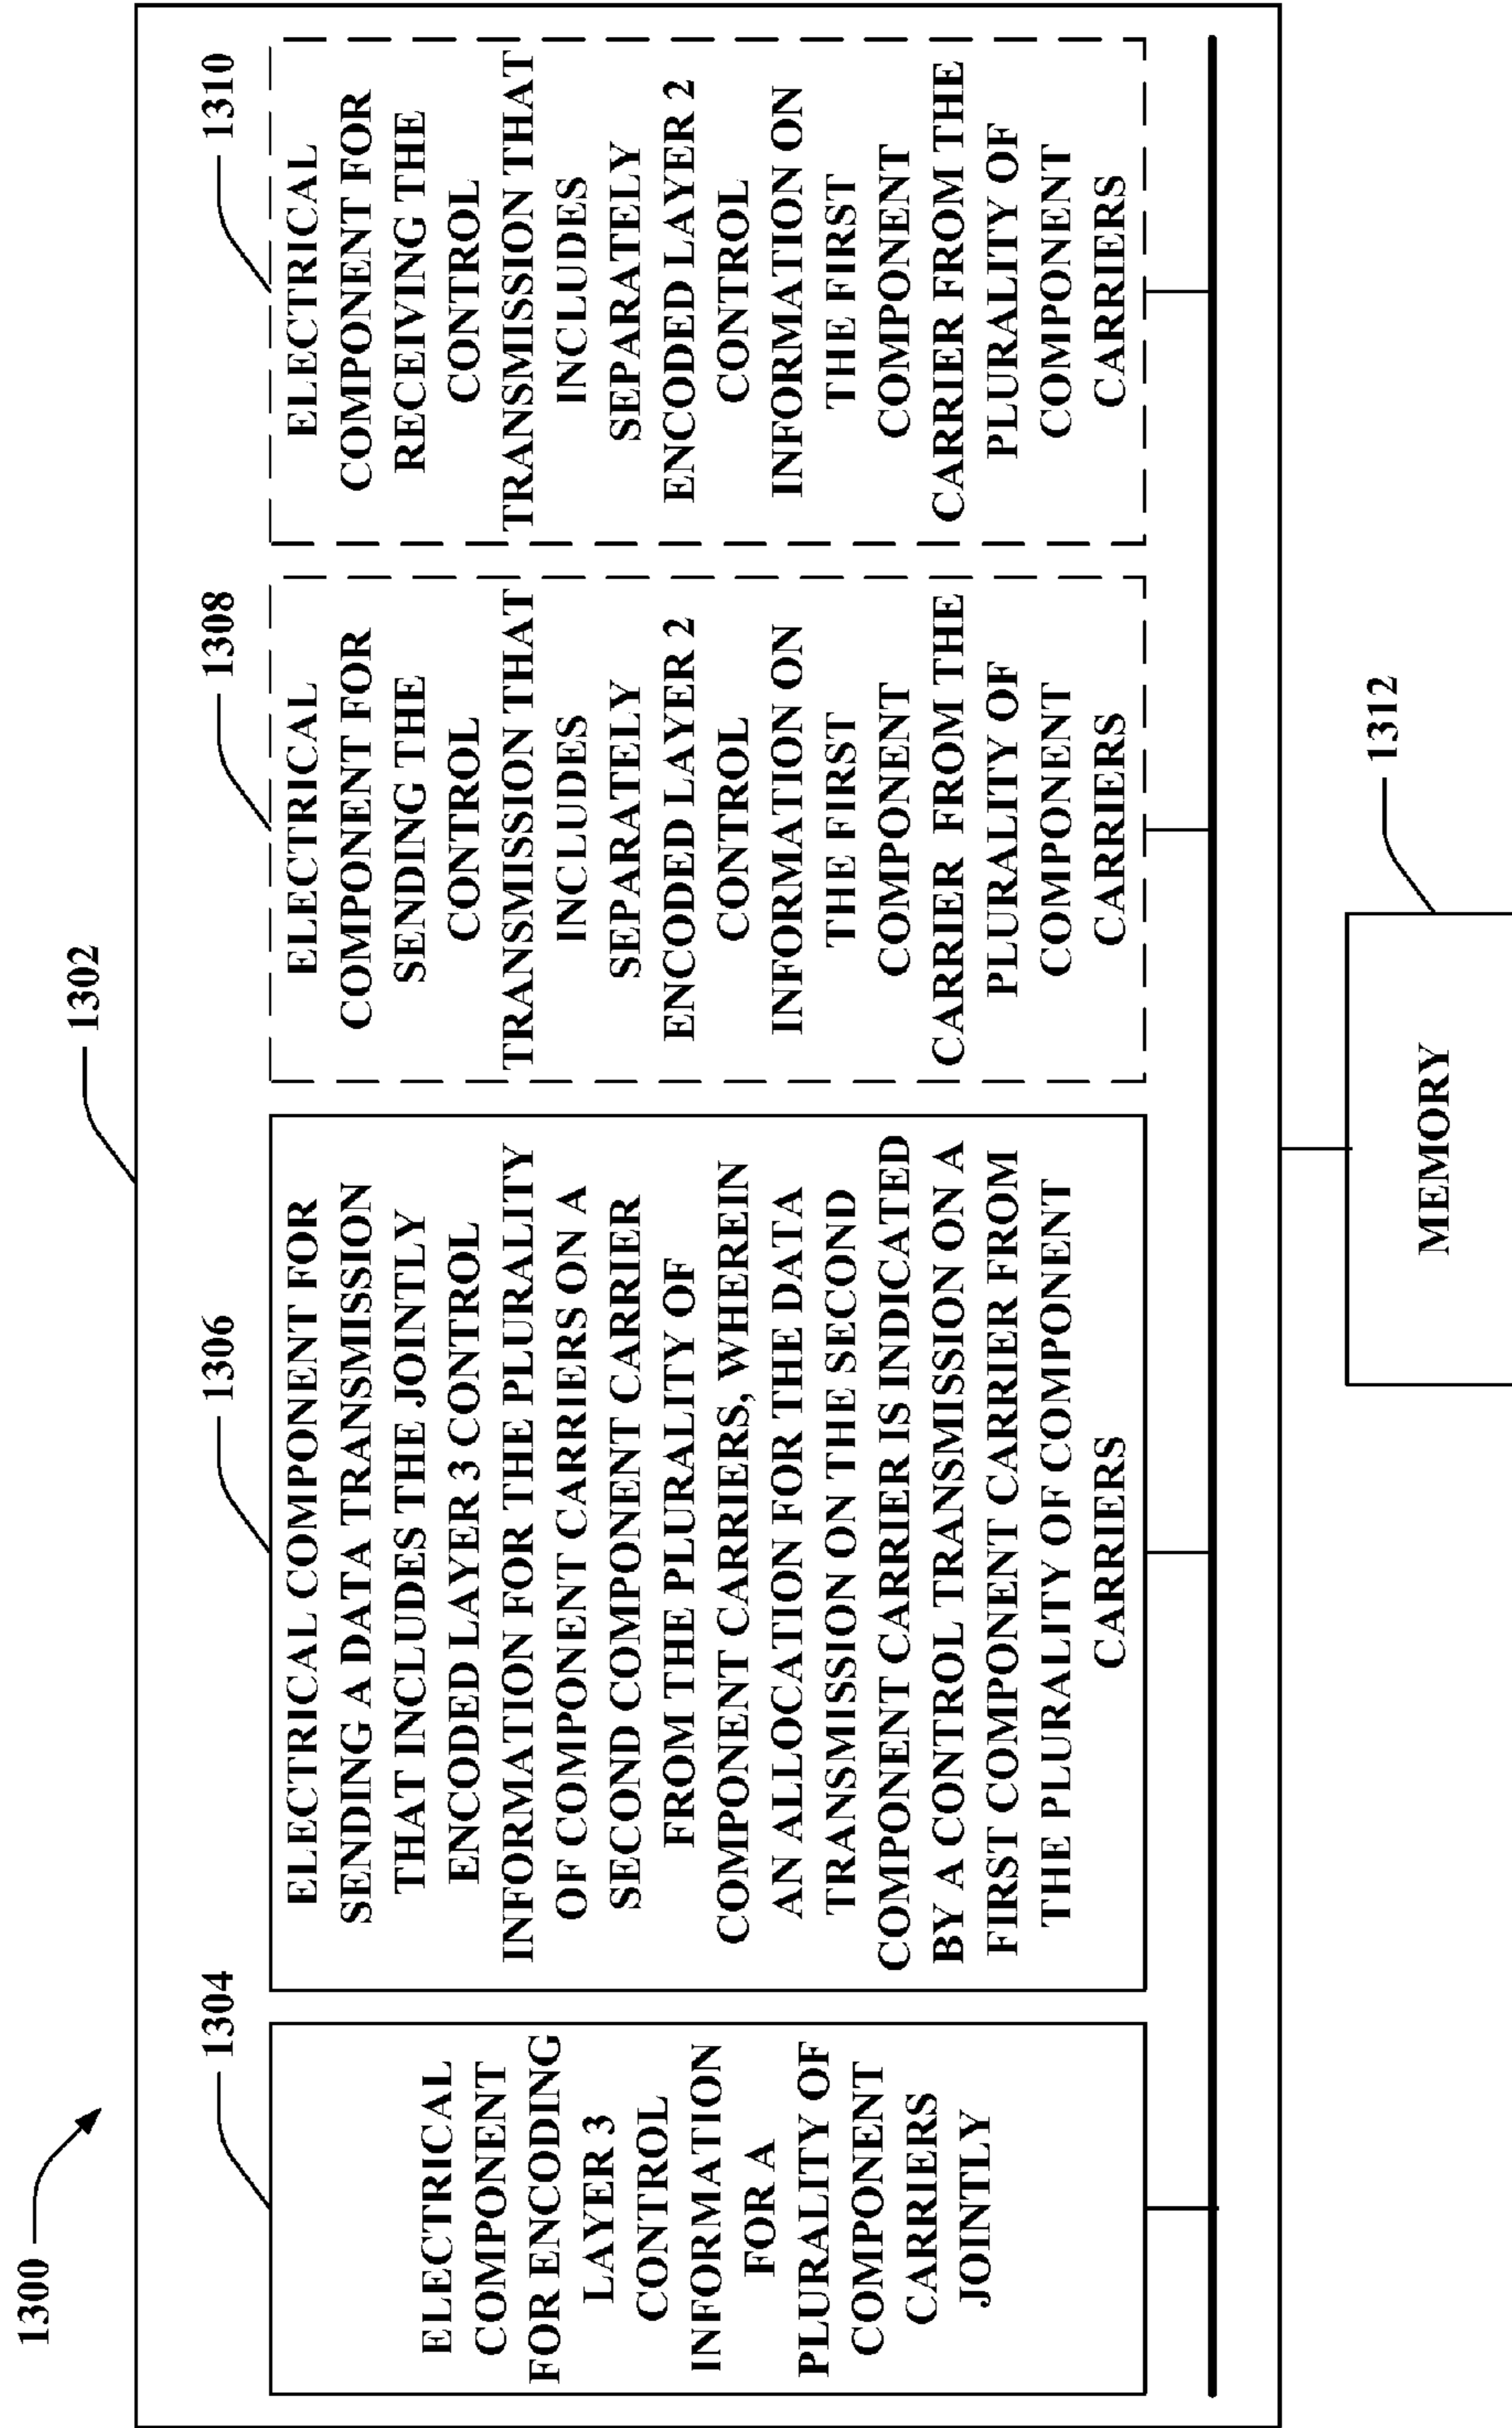 1300
1302
1304
ELECTRICAL
COMPONENT
FOR ENCODING
LAYER 3
CONTROL
INFORMATION
FOR A
PLURALITY OF
COMPONENT
CARRIERS
JOINTLY
1306
ELECTRICAL COMPONENT FOR
SENDING A DATA TRANSMISSION
THAT INCLUDES THE JOINTLY
ENCODED LAYER 3 CONTROL
INFORMATION FOR THE PLURALITY
OF COMPONENT CARRIERS ON A
SECOND COMPONENT CARRIER
FROM THE PLURALITY OF
COMPONENT CARRIERS, WHEREIN
AN ALLOCATION FOR THE DATA
TRANSMISSION ON THE SECOND
COMPONENT CARRIER IS INDICATED
BY A CONTROL TRANSMISSION ON A
FIRST COMPONENT CARRIER FROM
THE PLURALITY OF COMPONENT
CARRIERS
1308
ELECTRICAL
COMPONENT FOR
SENDING THE
CONTROL
TRANSMISSION THAT
INCLUDES
SEPARATELY
ENCODED LAYER 2
CONTROL
INFORMATION ON
THE FIRST
COMPONENT
CARRIER FROM THE
PLURALITY OF
COMPONENT
CARRIERS
1310
ELECTRICAL
COMPONENT FOR
RECEIVING THE
CONTROL
TRANSMISSION THAT
INCLUDES
SEPARATELY
ENCODED LAYER 2
CONTROL
INFORMATION ON
THE FIRST
COMPONENT
CARRIER FROM THE
PLURALITY OF
COMPONENT
CARRIERS
1312
MEMORY